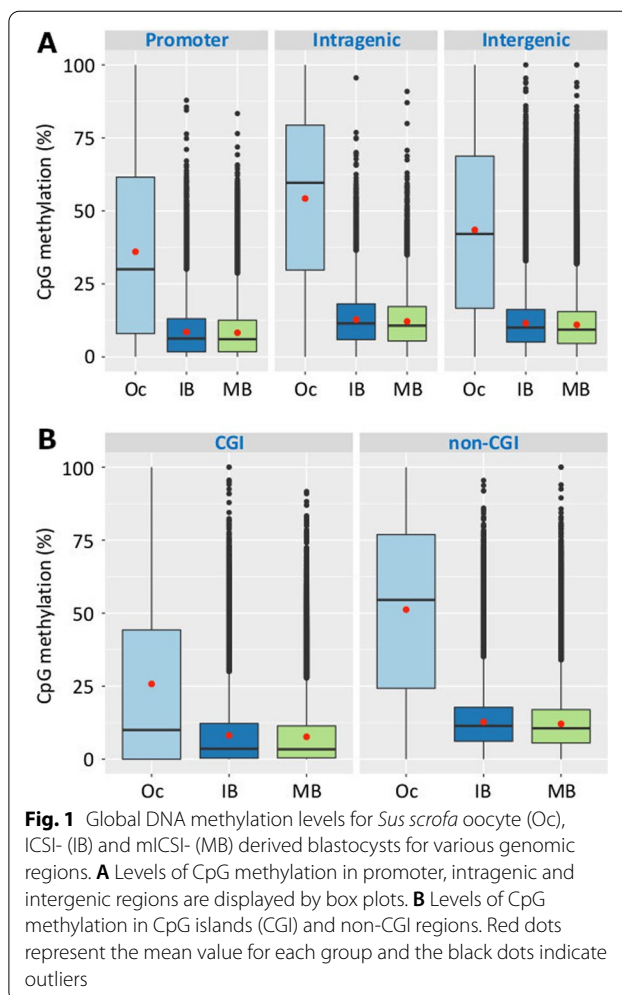 A
Promoter Intragenic Intergenic
CpG methylation (%)
100
75
50
25
0
Oc IB MB Oc IB MB Oc IB MB
B
CGI non-CGI
CpG methylation (%)
100
75
50
25
0
Oc IB MB Oc IB MB
Fig. 1 Global DNA methylation levels for Sus scrofa oocyte (Oc),
ICSI- (IB) and mICSI- (MB) derived blastocysts for various genomic
regions. A Levels of CpG methylation in promoter, intragenic and
intergenic regions are displayed by box plots. B Levels of CpG
methylation in CpG islands (CGI) and non-CGI regions. Red dots
represent the mean value for each group and the black dots indicate
outliers